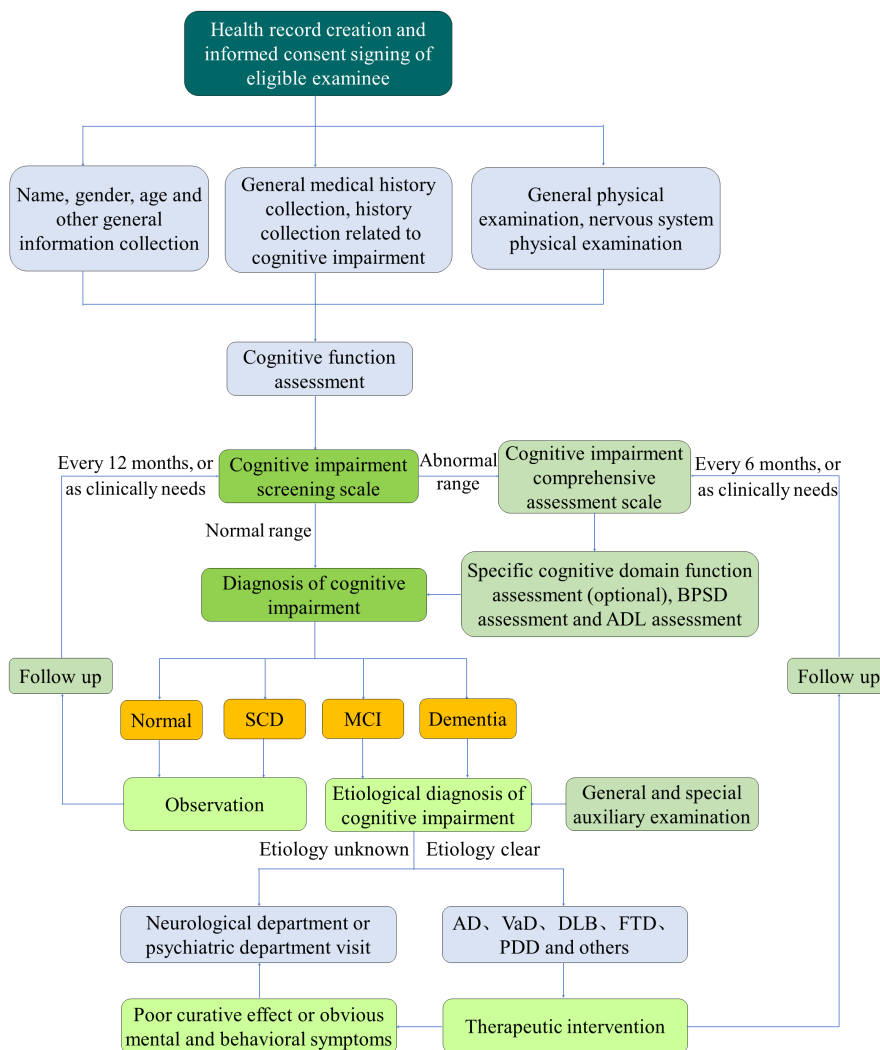 Health record creation and
informed consent signing of
eligible examinee
Name, gender, age and
other general
information collection
General medical history
collection, history
collection related to
cognitive impairment
General physical
examination, nervous system
physical examination
Cognitive function
assessment
Every 12 months, or
as clinically needs
Cognitive impairment
screening scale
Abnormal
range
Cognitive impairment
comprehensive
assessment scale
Every 6 months, or
as clinically needs
Normal range
Diagnosis of cognitive
impairment
Specific cognitive domain function
assessment (optional), BPSD
assessment and ADL assessment
Follow up
Follow up
Normal
SCD
MCI
Dementia
Observation
Etiological diagnosis of
cognitive impairment
General and special
auxiliary examination
Etiology unknown
Etiology clear
Neurological department or
psychiatric department visit
AD、VaD、DLB、FTD、
PDD and others
Poor curative effect or obvious
mental and behavioral symptoms
Therapeutic intervention